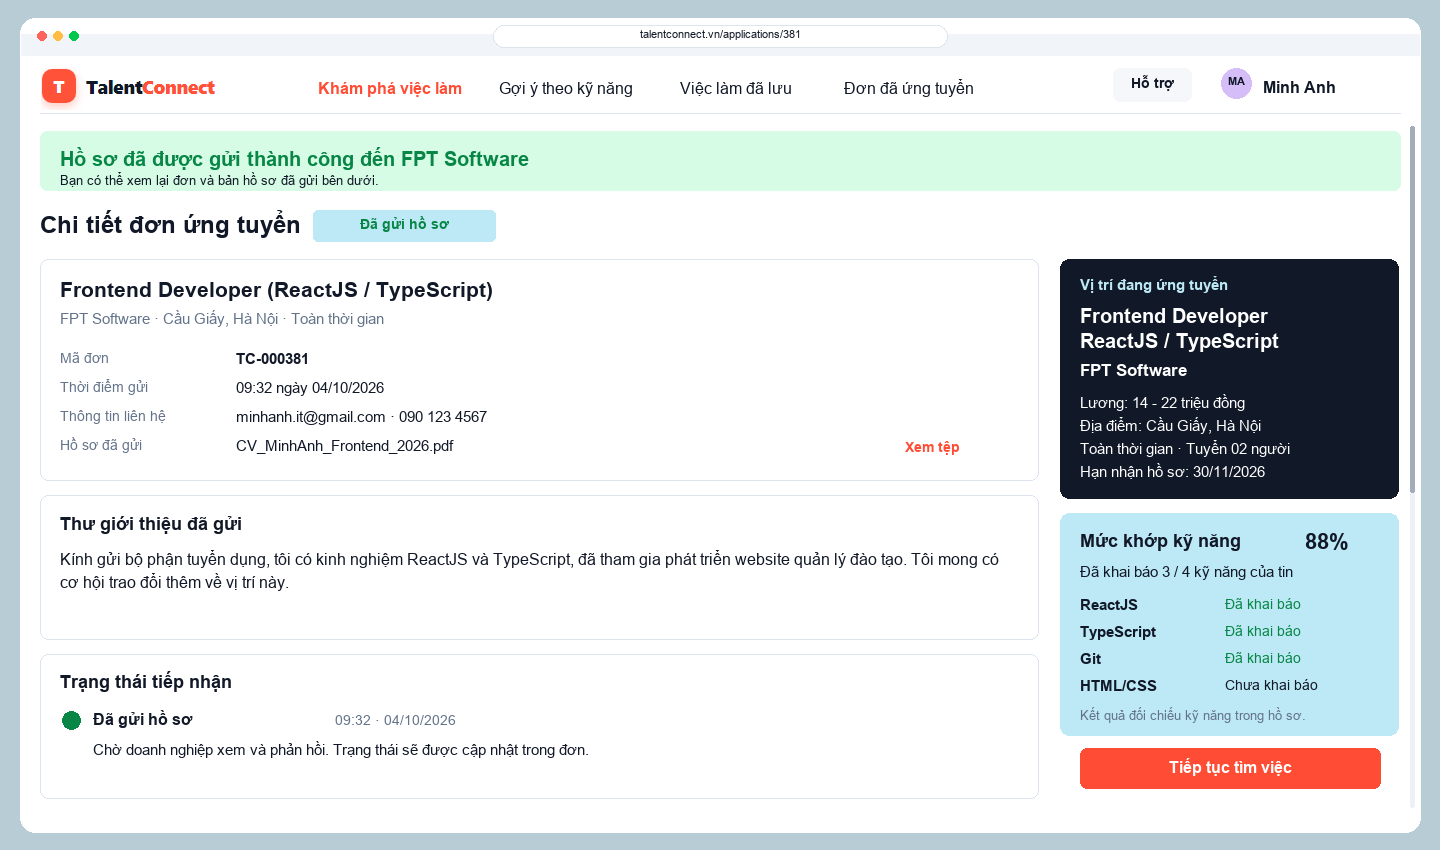 talentconnect.vn/applications/381
T TalentConnect
Khám phá việc làm
Gợi ý theo kỹ năng
Việc làm đã lưu
Đơn đã ứng tuyển
Hỗ trợ
MA
Minh Anh
Hồ sơ đã được gửi thành công đến FPT Software
Bạn có thể xem lại đơn và bản hồ sơ đã gửi bên dưới.
Chi tiết đơn ứng tuyển
Đã gửi hồ sơ
Frontend Developer (ReactJS / TypeScript)
FPT Software · Cầu Giấy, Hà Nội · Toàn thời gian
Mã đơn TC-000381
Thời điểm gửi 09:32 ngày 04/10/2026
Thông tin liên hệ minhanh.it@gmail.com · 090 123 4567
Hồ sơ đã gửi CV_MinhAnh_Frontend_2026.pdf Xem tệp
Thư giới thiệu đã gửi
Kính gửi bộ phận tuyển dụng, tôi có kinh nghiệm ReactJS và TypeScript, đã tham gia phát triển website quản lý đào tạo. Tôi mong có
cơ hội trao đổi thêm về vị trí này.
Trạng thái tiếp nhận
Đã gửi hồ sơ 09:32 · 04/10/2026
Chờ doanh nghiệp xem và phản hồi. Trạng thái sẽ được cập nhật trong đơn.
Vị trí đang ứng tuyển
Frontend Developer
ReactJS / TypeScript
FPT Software
Lương: 14 - 22 triệu đồng
Địa điểm: Cầu Giấy, Hà Nội
Toàn thời gian · Tuyển 02 người
Hạn nhận hồ sơ: 30/11/2026
Mức khớp kỹ năng 88%
Đã khai báo 3 / 4 kỹ năng của tin
ReactJS Đã khai báo
TypeScript Đã khai báo
Git Đã khai báo
HTML/CSS Chưa khai báo
Kết quả đối chiếu kỹ năng trong hồ sơ.
Tiếp tục tìm việc